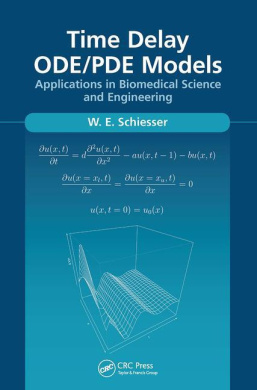 Time Delay
ODE/PDE Models
Applications in Biomedical Science
and Engineering
W. E. Schiesser
∂u(x, t)/∂t = d∂²u(x, t)/∂x² − au(x, t − 1) − bu(x, t)
∂u(x = x_l, t)/∂x = ∂u(x = x_u, t)/∂x = 0
u(x, t = 0) = u₀(x)
CRC Press
Taylor & Francis Group